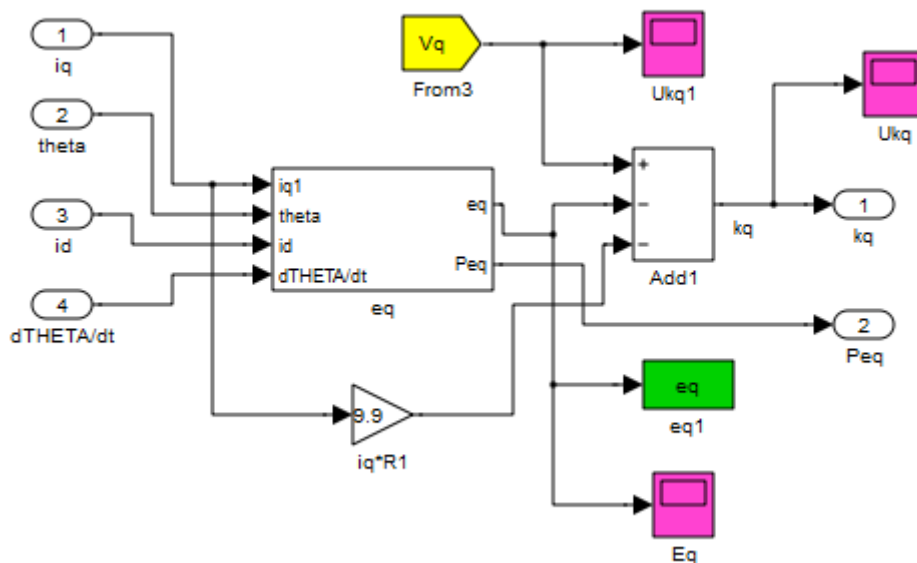 1
iq
2
theta
3
id
4
dTHETA/dt
Vq
From3
Ukq1
Ukq
iq1
theta
id
dTHETA/dt
eq
Peq
eq
+
−
−
Add1
kq
1
kq
2
Peq
9.9
iq*R1
eq
eq1
Eq